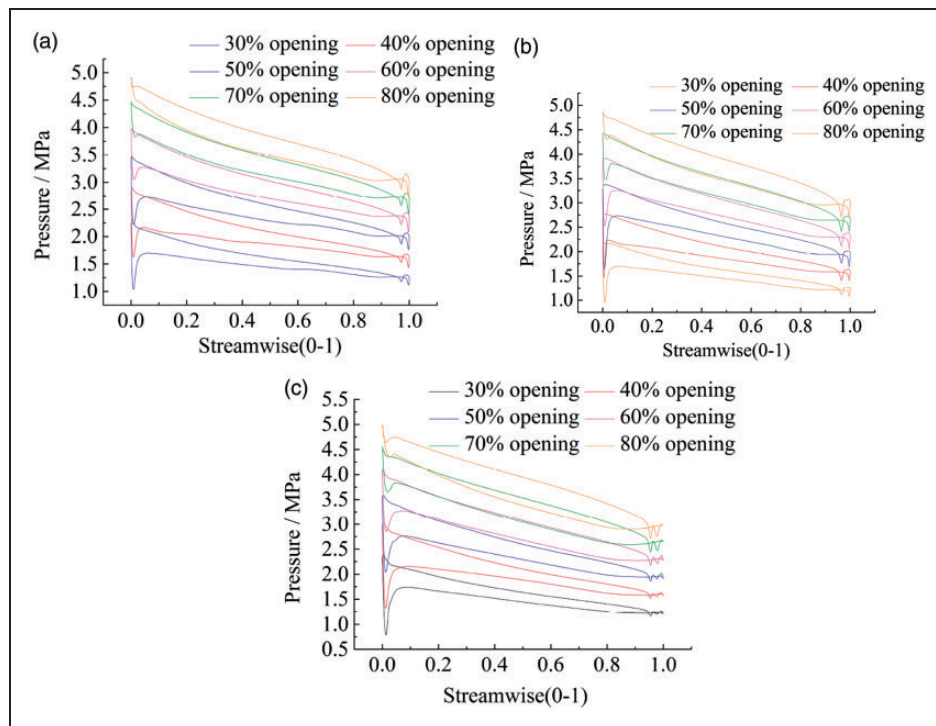 (a)
30% opening 40% opening
50% opening 60% opening
70% opening 80% opening
5.0
4.5
4.0
3.5
3.0
2.5
2.0
1.5
1.0
Pressure / MPa
0.0 0.2 0.4 0.6 0.8 1.0
Streamwise(0-1)
(b)
30% opening 40% opening
50% opening 60% opening
70% opening 80% opening
5.0
4.5
4.0
3.5
3.0
2.5
2.0
1.5
1.0
Pressure / MPa
0.0 0.2 0.4 0.6 0.8 1.0
Streamwise(0-1)
(c)
30% opening 40% opening
50% opening 60% opening
70% opening 80% opening
5.5
5.0
4.5
4.0
3.5
3.0
2.5
2.0
1.5
1.0
0.5
Pressure / MPa
0.0 0.2 0.4 0.6 0.8 1.0
Streamwise(0-1)